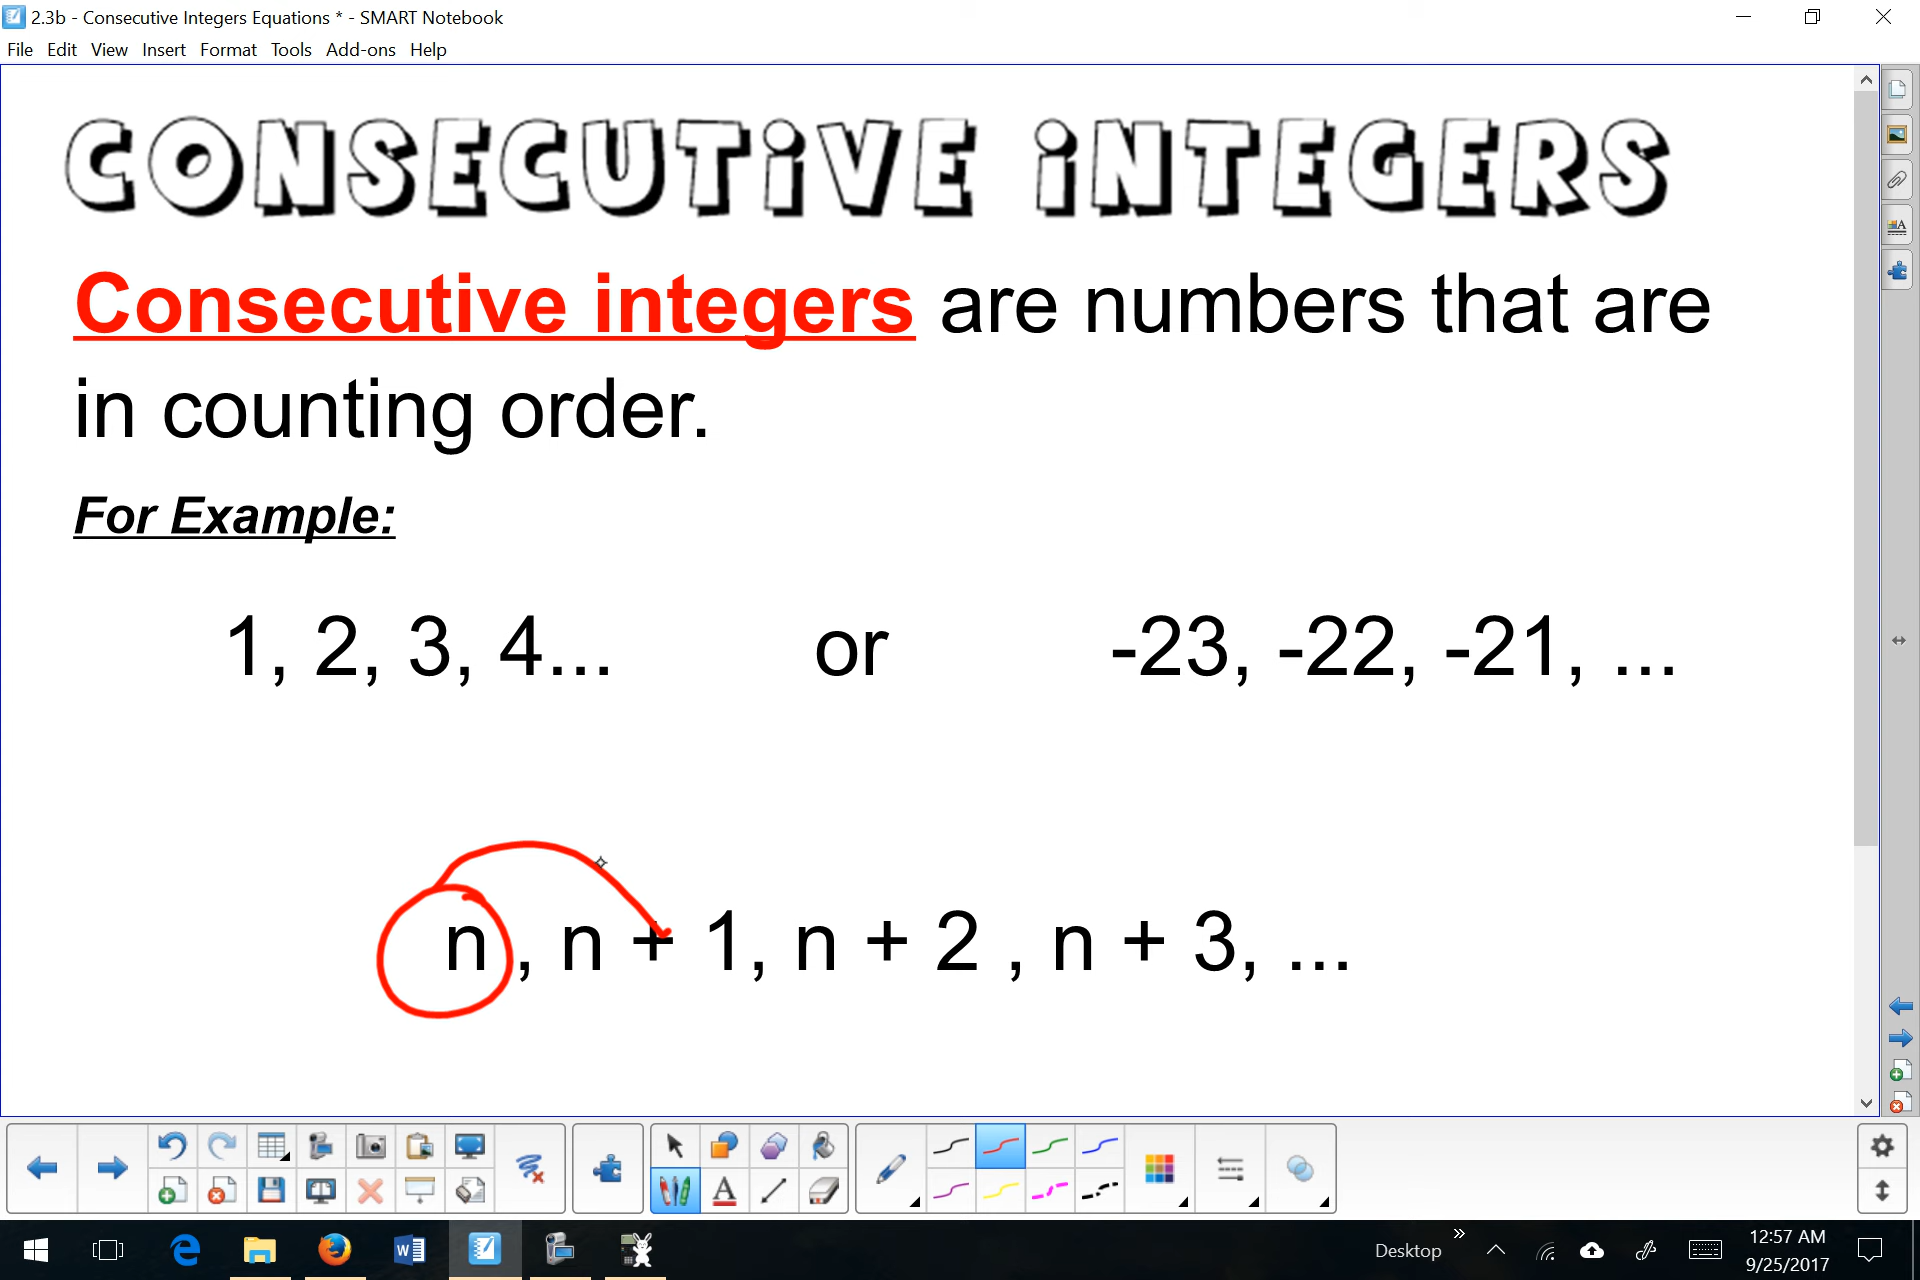 2.3b - Consecutive Integers Equations * - SMART Notebook
File Edit View Insert Format Tools Add-ons Help
CONSECUTiVE iNTEGERS
Consecutive integers are numbers that are
in counting order.
For Example:
1, 2, 3, 4... or -23, -22, -21, ...
n , n + 1, n + 2 , n + 3, ...
Desktop
12:57 AM
9/25/2017